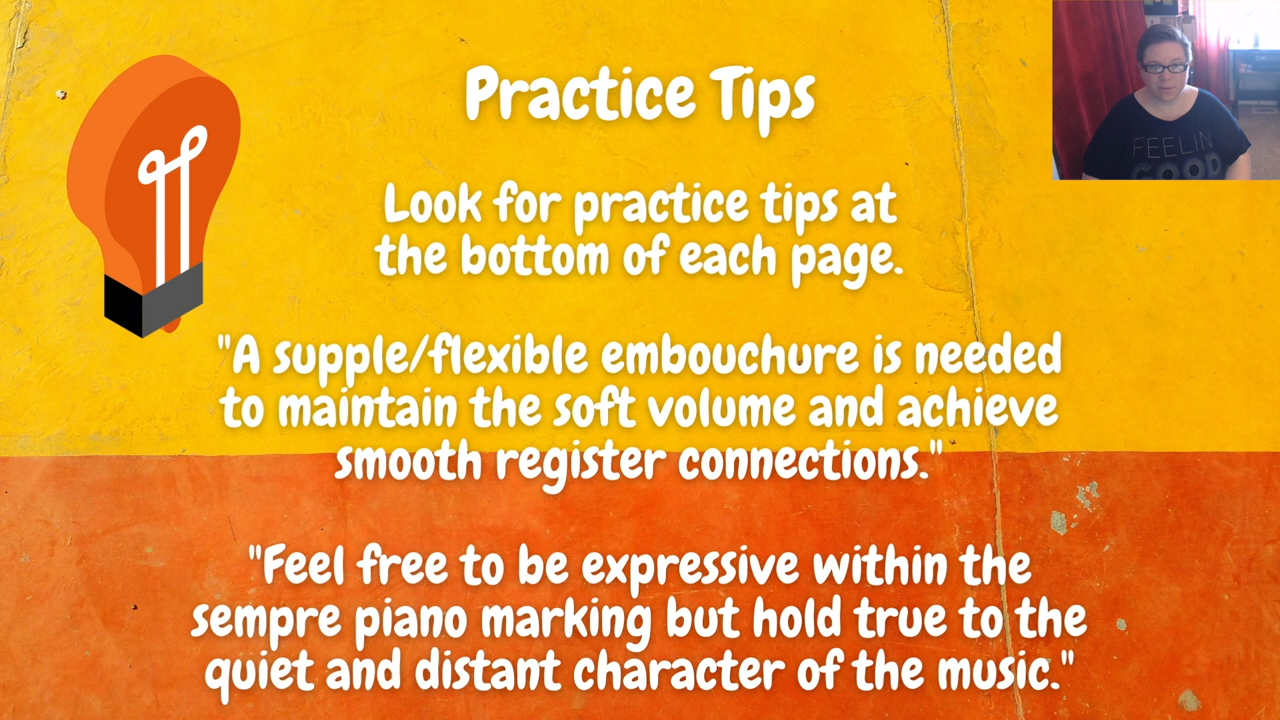 Practice Tips
FEELIN
GOOD
Look for practice tips at
the bottom of each page.
"A supple/flexible embouchure is needed
to maintain the soft volume and achieve
smooth register connections."
"Feel free to be expressive within the
sempre piano marking but hold true to the
quiet and distant character of the music."